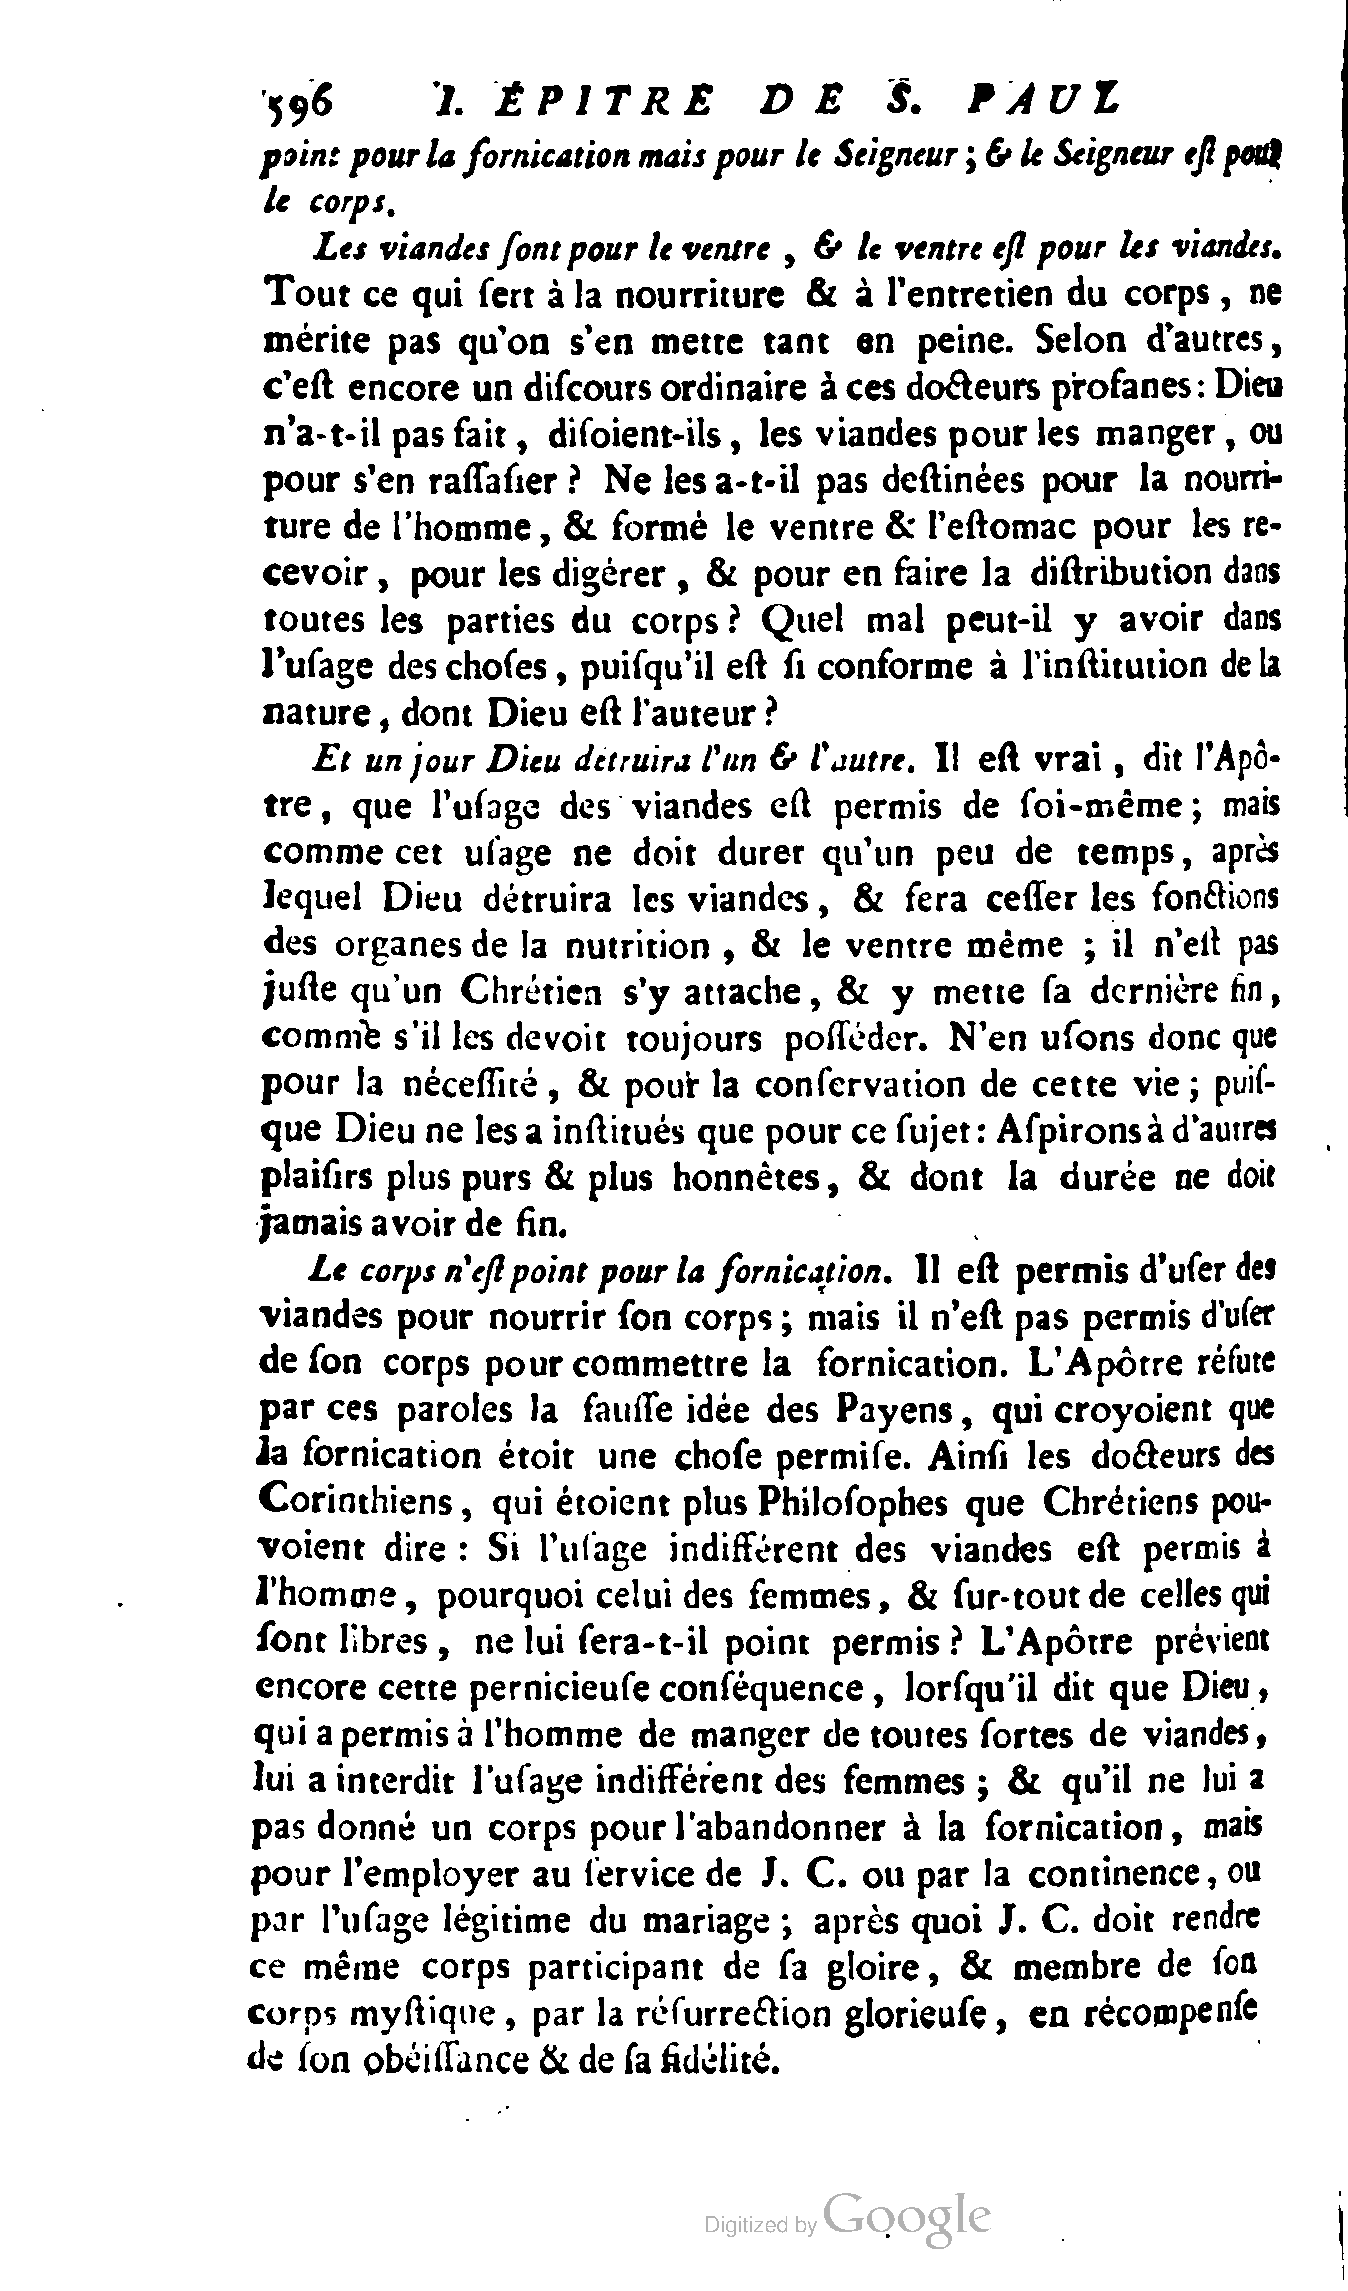 596 I. ÉPITRE DE S. PAUL
point pour la fornication mais pour le Seigneur ; & le Seigneur eſt pour
le corps.
Les viandes ſont pour le ventre , & le ventre eſt pour les viandes.
Tout ce qui ſert à la nourriture & à l'entretien du corps , ne
mérite pas qu'on s'en mette tant en peine. Selon d'autres,
c'eſt encore un diſcours ordinaire à ces docteurs profanes : Dieu
n'a-t-il pas fait , diſoient-ils , les viandes pour les manger , ou
pour s'en raſſaſier ? Ne les a-t-il pas deſtinées pour la nourri-
ture de l'homme , & formé le ventre & l'eſtomac pour les re-
cevoir , pour les digérer , & pour en faire la diſtribution dans
toutes les parties du corps ? Quel mal peut-il y avoir dans
l'uſage des choſes , puiſqu'il eſt ſi conforme à l'inſtitution de la
nature , dont Dieu eſt l'auteur ?
Et un jour Dieu détruira l'un & l'autre. Il eſt vrai , dit l'Apô-
tre , que l'uſage des viandes eſt permis de ſoi-même ; mais
comme cet uſage ne doit durer qu'un peu de temps, après
lequel Dieu détruira les viandes , & fera ceſſer les fonctions
des organes de la nutrition , & le ventre même ; il n'eſt pas
juſte qu'un Chrétien s'y attache , & y mette ſa dernière fin ,
comme s'il les devoit toujours poſſéder. N'en uſons donc que
pour la néceſſité , & pour la conſervation de cette vie ; puiſ-
que Dieu ne les a inſtitués que pour ce ſujet : Aſpirons à d'autres
plaiſirs plus purs & plus honnêtes , & dont la durée ne doit
jamais avoir de fin.
Le corps n'eſt point pour la fornication. Il eſt permis d'uſer des
viandes pour nourrir ſon corps ; mais il n'eſt pas permis d'uſer
de ſon corps pour commettre la fornication. L'Apôtre réfute
par ces paroles la fauſſe idée des Payens , qui croyoient que
la fornication étoit une choſe permiſe. Ainſi les docteurs des
Corinthiens , qui étoient plus Philoſophes que Chrétiens pou-
voient dire : Si l'uſage indifférent des viandes eſt permis à
l'homme , pourquoi celui des femmes , & ſur-tout de celles qui
ſont libres , ne lui ſera-t-il point permis ? L'Apôtre prévient
encore cette pernicieuſe conſéquence , lorſqu'il dit que Dieu ,
qui a permis à l'homme de manger de toutes ſortes de viandes ,
lui a interdit l'uſage indifférent des femmes ; & qu'il ne lui a
pas donné un corps pour l'abandonner à la fornication , mais
pour l'employer au ſervice de J. C. ou par la continence , ou
par l'uſage légitime du mariage ; après quoi J. C. doit rendre
ce même corps participant de ſa gloire , & membre de ſon
corps myſtique , par la réſurrection glorieuſe , en récompenſe
de ſon obéiſſance & de ſa fidélité.
Digitized by Google